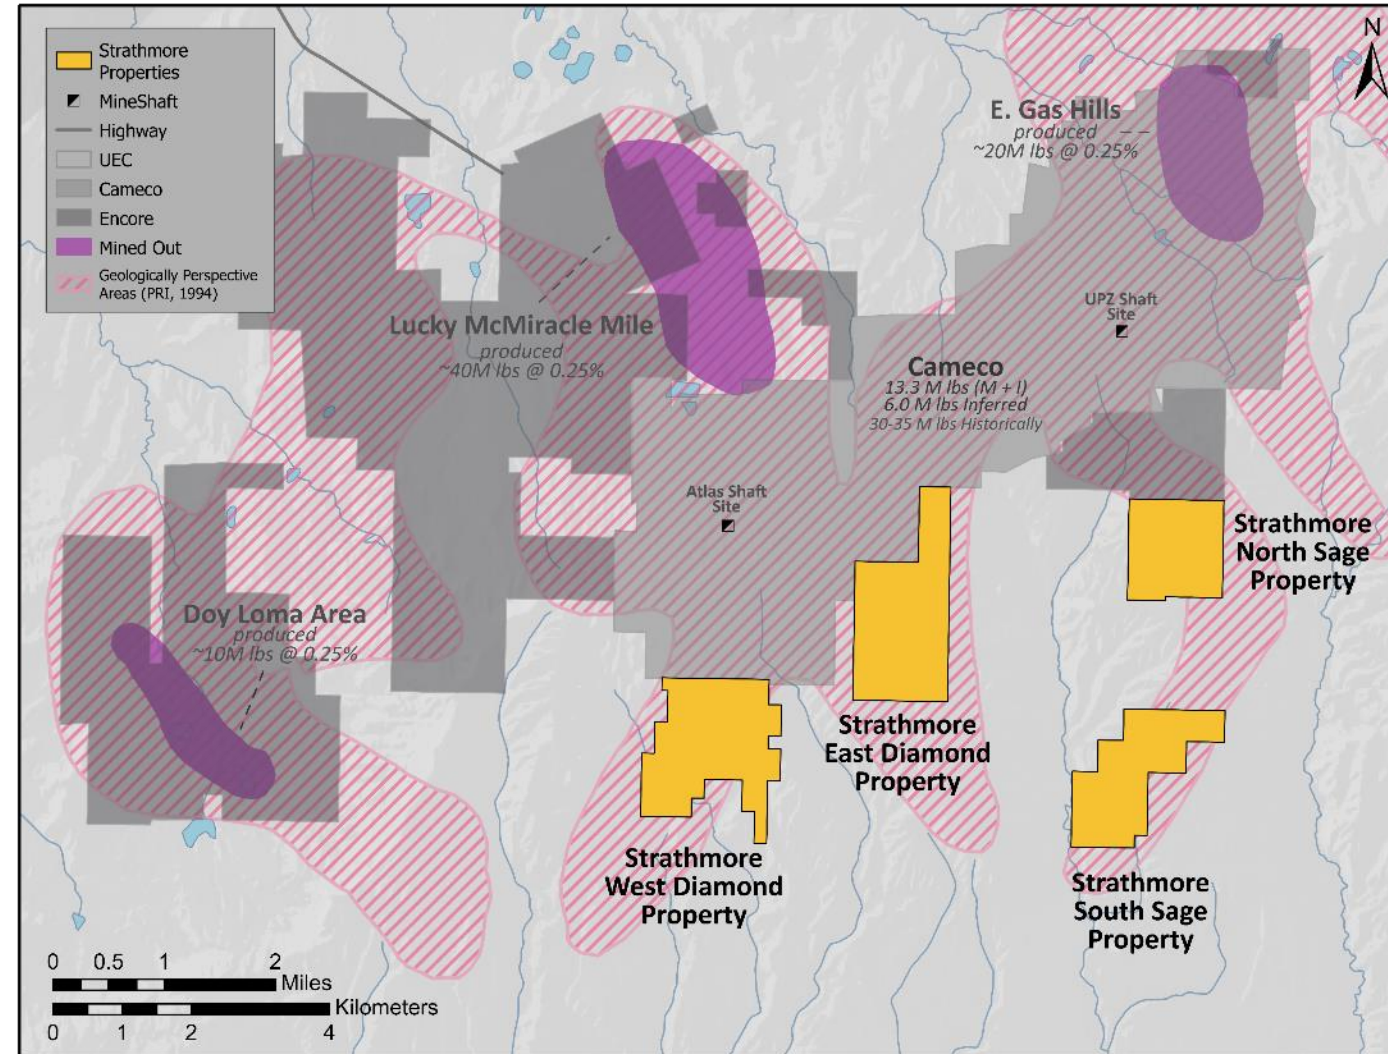 Strathmore
Properties
MineShaft
Highway
UEC
Cameco
Encore
Mined Out
Geologically Perspective
Areas (PRI, 1994)
N
E. Gas Hills
produced
~20M lbs @ 0.25%
Lucky McMiracle Mile
produced
~40M lbs @ 0.25%
UPZ Shaft
Site
Cameco
13.3 M lbs (M + I)
6.0 M lbs Inferred
30-35 M lbs Historically
Atlas Shaft
Site
Strathmore
North Sage
Property
Doy Loma Area
produced
~10M lbs @ 0.25%
Strathmore
East Diamond
Property
Strathmore
West Diamond
Property
Strathmore
South Sage
Property
0 0.5 1 2
Miles
Kilometers
0 1 2 4